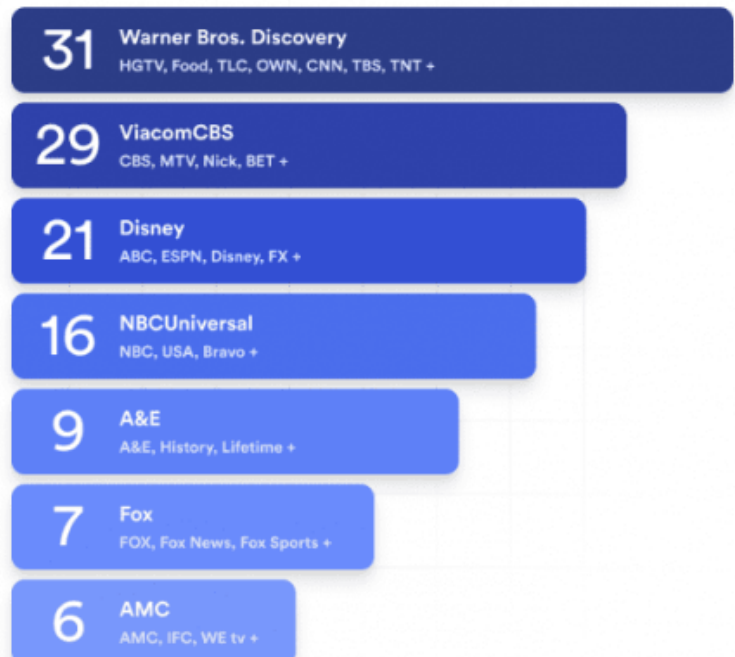 31 Warner Bros. Discovery
HGTV, Food, TLC, OWN, CNN, TBS, TNT +
29 ViacomCBS
CBS, MTV, Nick, BET +
21 Disney
ABC, ESPN, Disney, FX +
16 NBCUniversal
NBC, USA, Bravo +
9 A&E
A&E, History, Lifetime +
7 Fox
FOX, Fox News, Fox Sports +
6 AMC
AMC, IFC, WE tv +